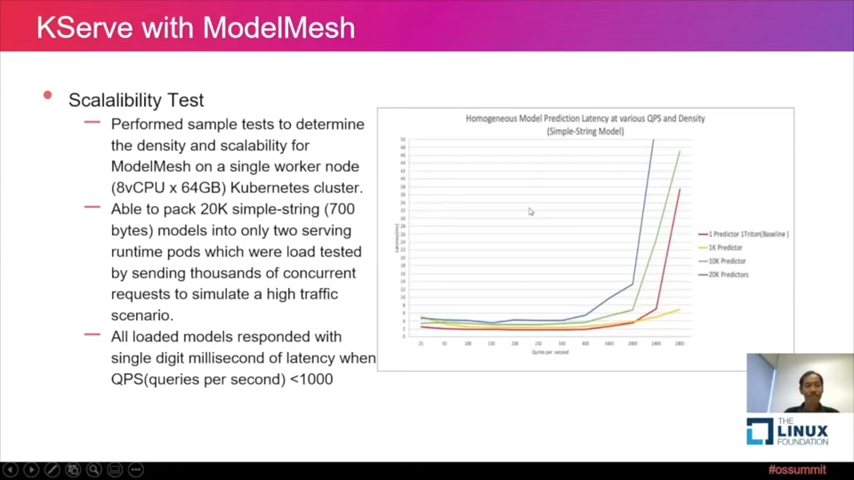 KServe with ModelMesh
Scalalibility Test
Performed sample tests to determine
the density and scalability for
ModelMesh on a single worker node
(8vCPU x 64GB) Kubernetes cluster.
Able to pack 20K simple-string (700
bytes) models into only two serving
runtime pods which were load tested
by sending thousands of concurrent
requests to simulate a high traffic
scenario.
All loaded models responded with
single digit millisecond of latency when
QPS(queries per second) <1000
Homogeneous Model Prediction Latency at various QPS and Density
(Simple-String Model)
1 Predictor 1Triton(Baseline )
1K Predictor
10K Predictor
20K Predictors
per second
THE
LINUX
FOUNDATION
#ossummit